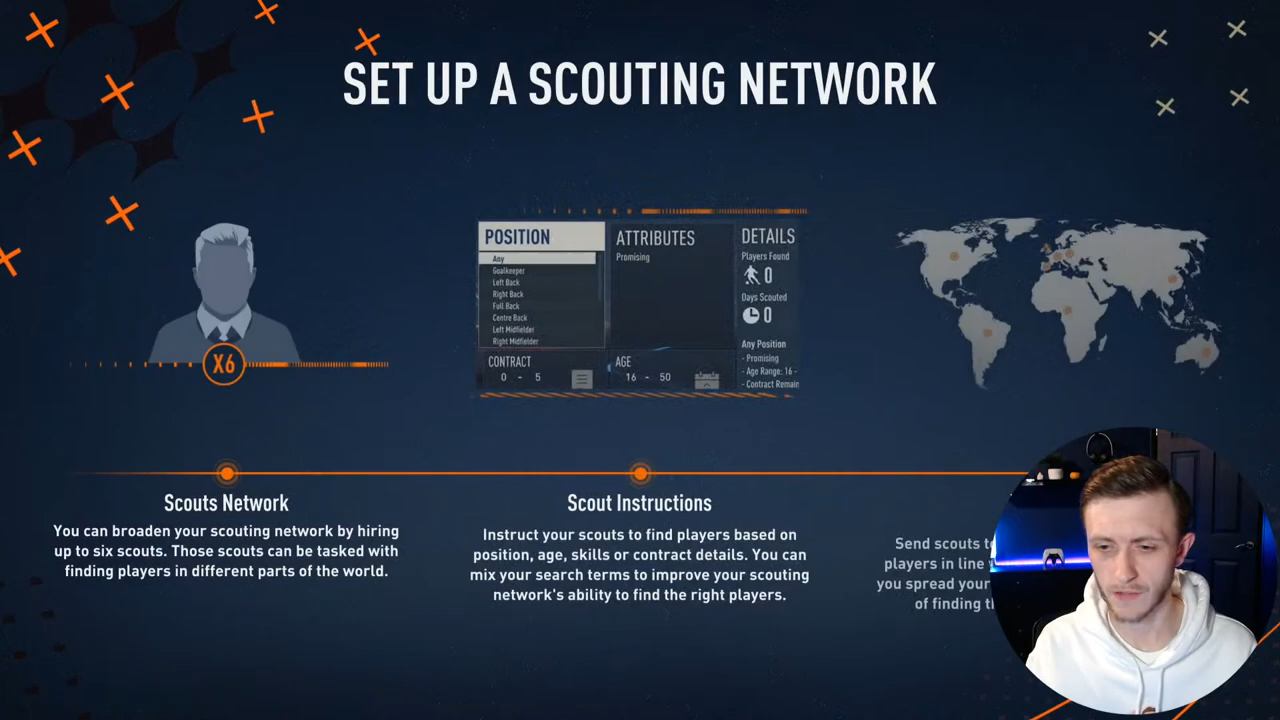 SET UP A SCOUTING NETWORK
X6
POSITION
Any
Goalkeeper
Left Back
Right Back
Full Back
Centre Back
Left Midfielder
Right Midfielder
CONTRACT
0 - 5
ATTRIBUTES
Promising
AGE
16 - 50
DETAILS
Players Found
0
Days Scouted
0
Any Position
- Promising
- Age Range: 16 -
- Contract Remain
Scouts Network
You can broaden your scouting network by hiring
up to six scouts. Those scouts can be tasked with
finding players in different parts of the world.
Scout Instructions
Instruct your scouts to find players based on
position, age, skills or contract details. You can
mix your search terms to improve your scouting
network's ability to find the right players.
Send scouts
players in line
you spread your
of finding